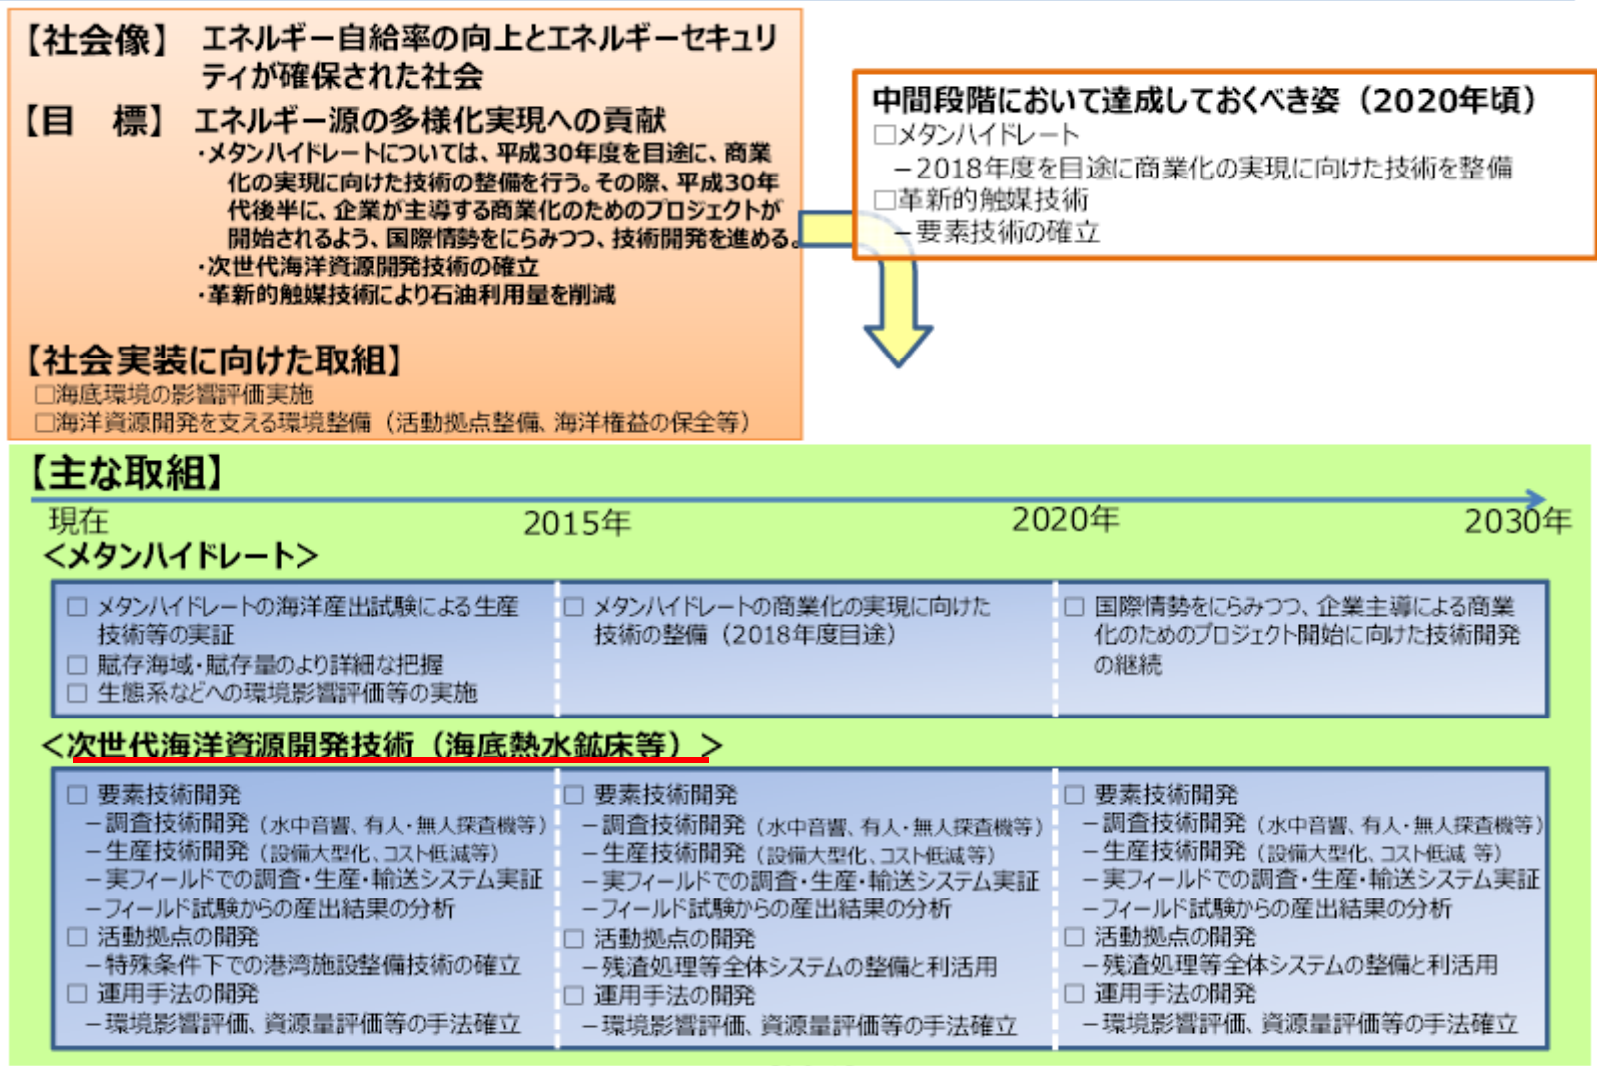 【社会像】 エネルギー自給率の向上とエネルギーセキュリ
ティが確保された社会
【目 標】 エネルギー源の多様化実現への貢献
・メタンハイドレートについては、平成30年度を目途に、商業
化の実現に向けた技術の整備を行う。その際、平成30年
代後半に、企業が主導する商業化のためのプロジェクトが
開始されるよう、国際情勢をにらみつつ、技術開発を進める。
・次世代海洋資源開発技術の確立
・革新的触媒技術により石油利用量を削減
【社会実装に向けた取組】
□海底環境の影響評価実施
□海洋資源開発を支える環境整備（活動拠点整備、海洋権益の保全等）
中間段階において達成しておくべき姿（2020年頃）
□メタンハイドレート
－2018年度を目途に商業化の実現に向けた技術を整備
□革新的触媒技術
－要素技術の確立
【主な取組】
現在 2015年 2020年 2030年
＜メタンハイドレート＞
□ メタンハイドレートの海洋産出試験による生産
技術等の実証
□ 賦存海域・賦存量のより詳細な把握
□ 生態系などへの環境影響評価等の実施
□ メタンハイドレートの商業化の実現に向けた
技術の整備（2018年度目途）
□ 国際情勢をにらみつつ、企業主導による商業
化のためのプロジェクト開始に向けた技術開発
の継続
＜次世代海洋資源開発技術（海底熱水鉱床等）＞
□ 要素技術開発
－調査技術開発（水中音響、有人・無人探査機等）
－生産技術開発（設備大型化、コスト低減等）
－実フィールドでの調査・生産・輸送システム実証
－フィールド試験からの産出結果の分析
□ 活動拠点の開発
－特殊条件下での港湾施設整備技術の確立
□ 運用手法の開発
－環境影響評価、資源量評価等の手法確立
□ 要素技術開発
－調査技術開発（水中音響、有人・無人探査機等）
－生産技術開発（設備大型化、コスト低減等）
－実フィールドでの調査・生産・輸送システム実証
－フィールド試験からの産出結果の分析
□ 活動拠点の開発
－残渣処理等全体システムの整備と利活用
□ 運用手法の開発
－環境影響評価、資源量評価等の手法確立
□ 要素技術開発
－調査技術開発（水中音響、有人・無人探査機等）
－生産技術開発（設備大型化、コスト低減 等）
－実フィールドでの調査・生産・輸送システム実証
－フィールド試験からの産出結果の分析
□ 活動拠点の開発
－残渣処理等全体システムの整備と利活用
□ 運用手法の開発
－環境影響評価、資源量評価等の手法確立